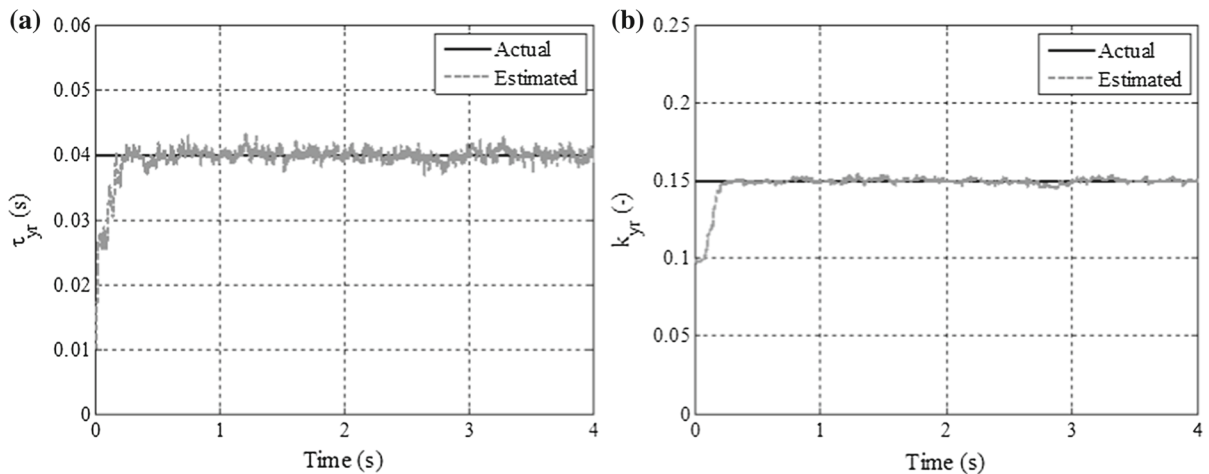 (a)
0.06
0.05
0.04
0.03
0.02
0.01
0
τyr (s)
0 1 2 3 4
Time (s)
Actual
Estimated
(b)
0.25
0.2
0.15
0.1
0.05
0
kyr (-)
0 1 2 3 4
Time (s)
Actual
Estimated